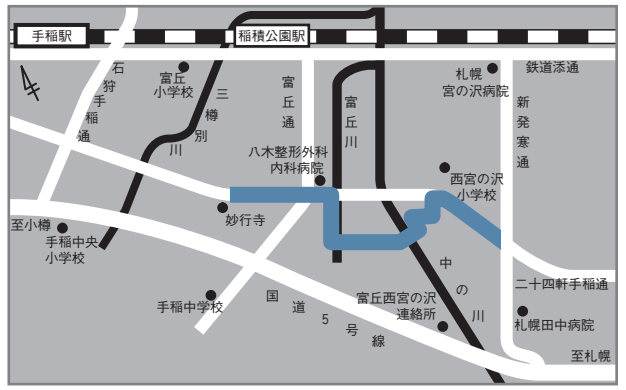 手稲駅
稲積公園駅
鉄道添通
石狩手稲通
富丘
小学校
三樽別川
富丘通
富丘川
札幌
宮の沢病院
新発寒通
八木整形外科
内科病院
西宮の沢
小学校
妙行寺
至小樽
手稲中央
小学校
手稲中学校
国道5号線
富丘西宮の沢
連絡所
中の川
二十四軒手稲通
札幌田中病院
至札幌